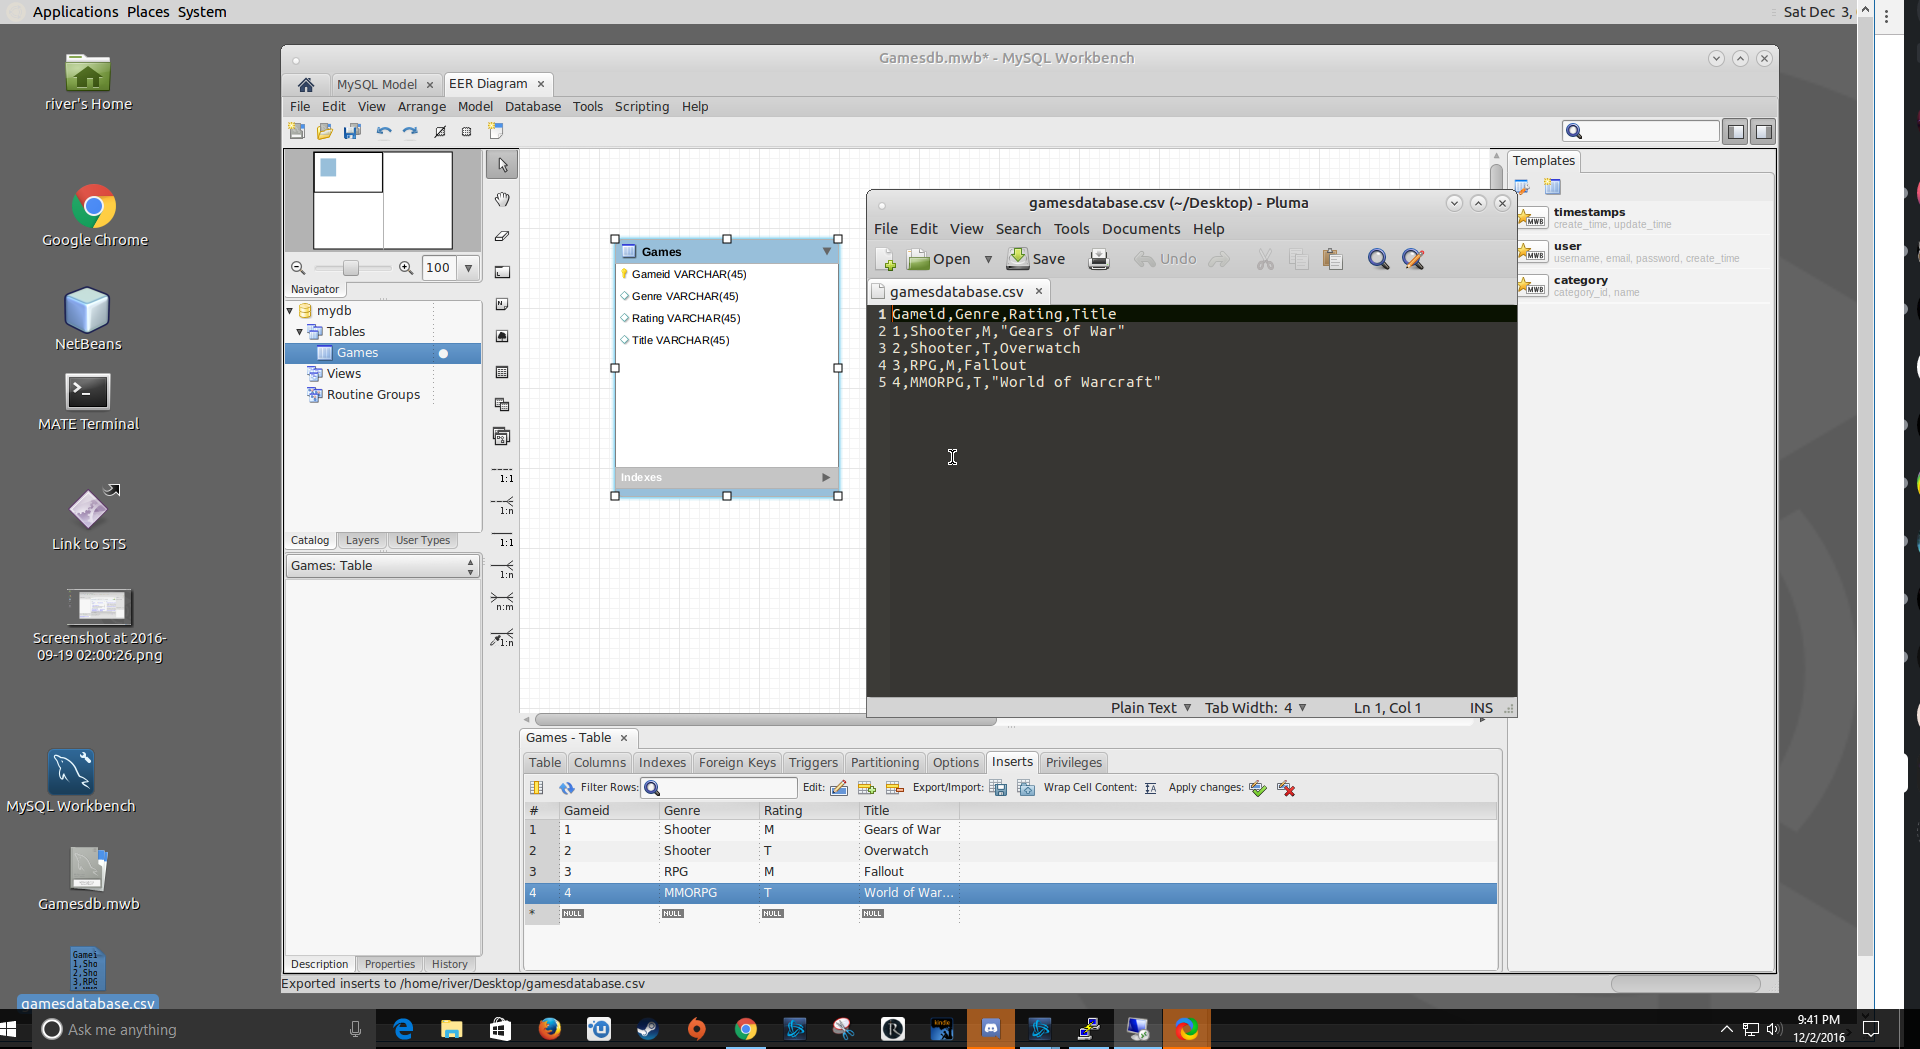 Applications Places System
Sat Dec 3,
river's Home
Google Chrome
NetBeans
MATE Terminal
Link to STS
Screenshot at 2016-
09-19 02:00:26.png
MySQL Workbench
Gamesdb.mwb
gamesdatabase.csv
Gamesdb.mwb* - MySQL Workbench
MySQL Model
EER Diagram
File Edit View Arrange Model Database Tools Scripting Help
100
Navigator
mydb
Tables
Games
Views
Routine Groups
Catalog Layers User Types
Games: Table
Description Properties History
1:1
1:n
1:1
1:n
n:m
1:n
Games
Gameid VARCHAR(45)
Genre VARCHAR(45)
Rating VARCHAR(45)
Title VARCHAR(45)
Indexes
gamesdatabase.csv (~/Desktop) - Pluma
File Edit View Search Tools Documents Help
Open Save Undo
gamesdatabase.csv
1 Gameid,Genre,Rating,Title
2 1,Shooter,M,"Gears of War"
3 2,Shooter,T,Overwatch
4 3,RPG,M,Fallout
5 4,MMORPG,T,"World of Warcraft"
Plain Text Tab Width: 4 Ln 1, Col 1 INS
Templates
timestamps
create_time, update_time
user
username, email, password, create_time
category
category_id, name
Games - Table
Table Columns Indexes Foreign Keys Triggers Partitioning Options Inserts Privileges
Filter Rows: Edit: Export/Import: Wrap Cell Content: Apply changes:
# Gameid Genre Rating Title
1 1 Shooter M Gears of War
2 2 Shooter T Overwatch
3 3 RPG M Fallout
4 4 MMORPG T World of War...
* NULL NULL NULL NULL
Exported inserts to /home/river/Desktop/gamesdatabase.csv
Ask me anything
9:41 PM
12/2/2016